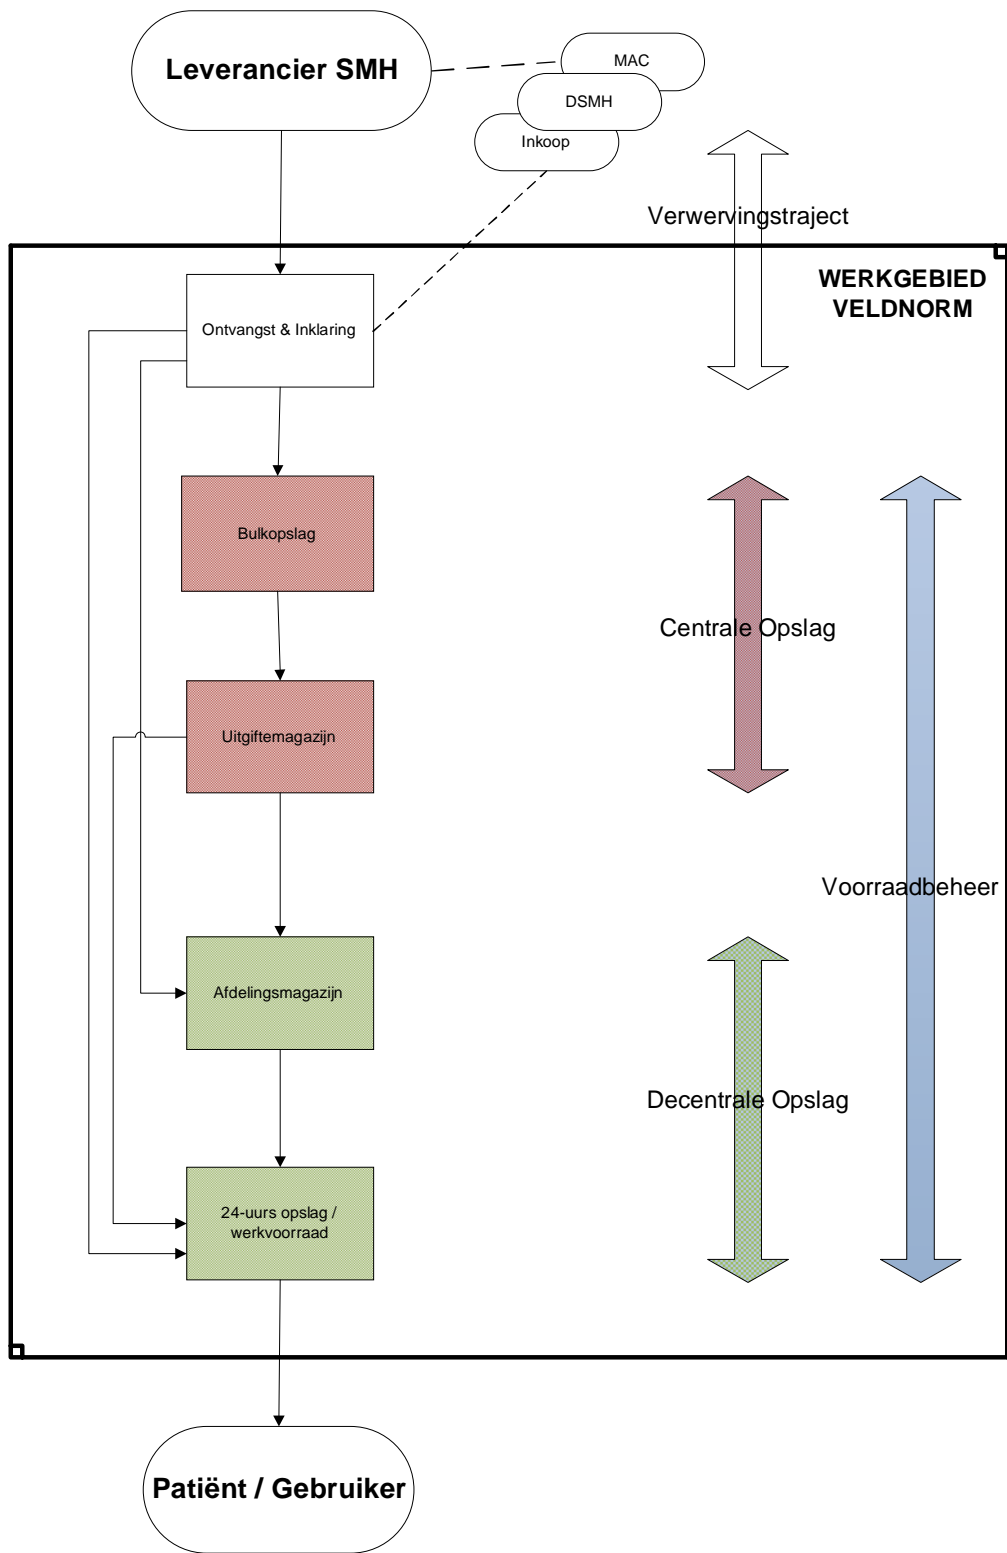 Leverancier SMH
MAC
DSMH
Inkoop
Verwervingstraject
WERKGEBIED
VELDNORM
Ontvangst & Inklaring
Bulkopslag
Centrale Opslag
Uitgiftemagazijn
Voorraadbeheer
Afdelingsmagazijn
Decentrale Opslag
24-uurs opslag /
werkvoorraad
Patiënt / Gebruiker